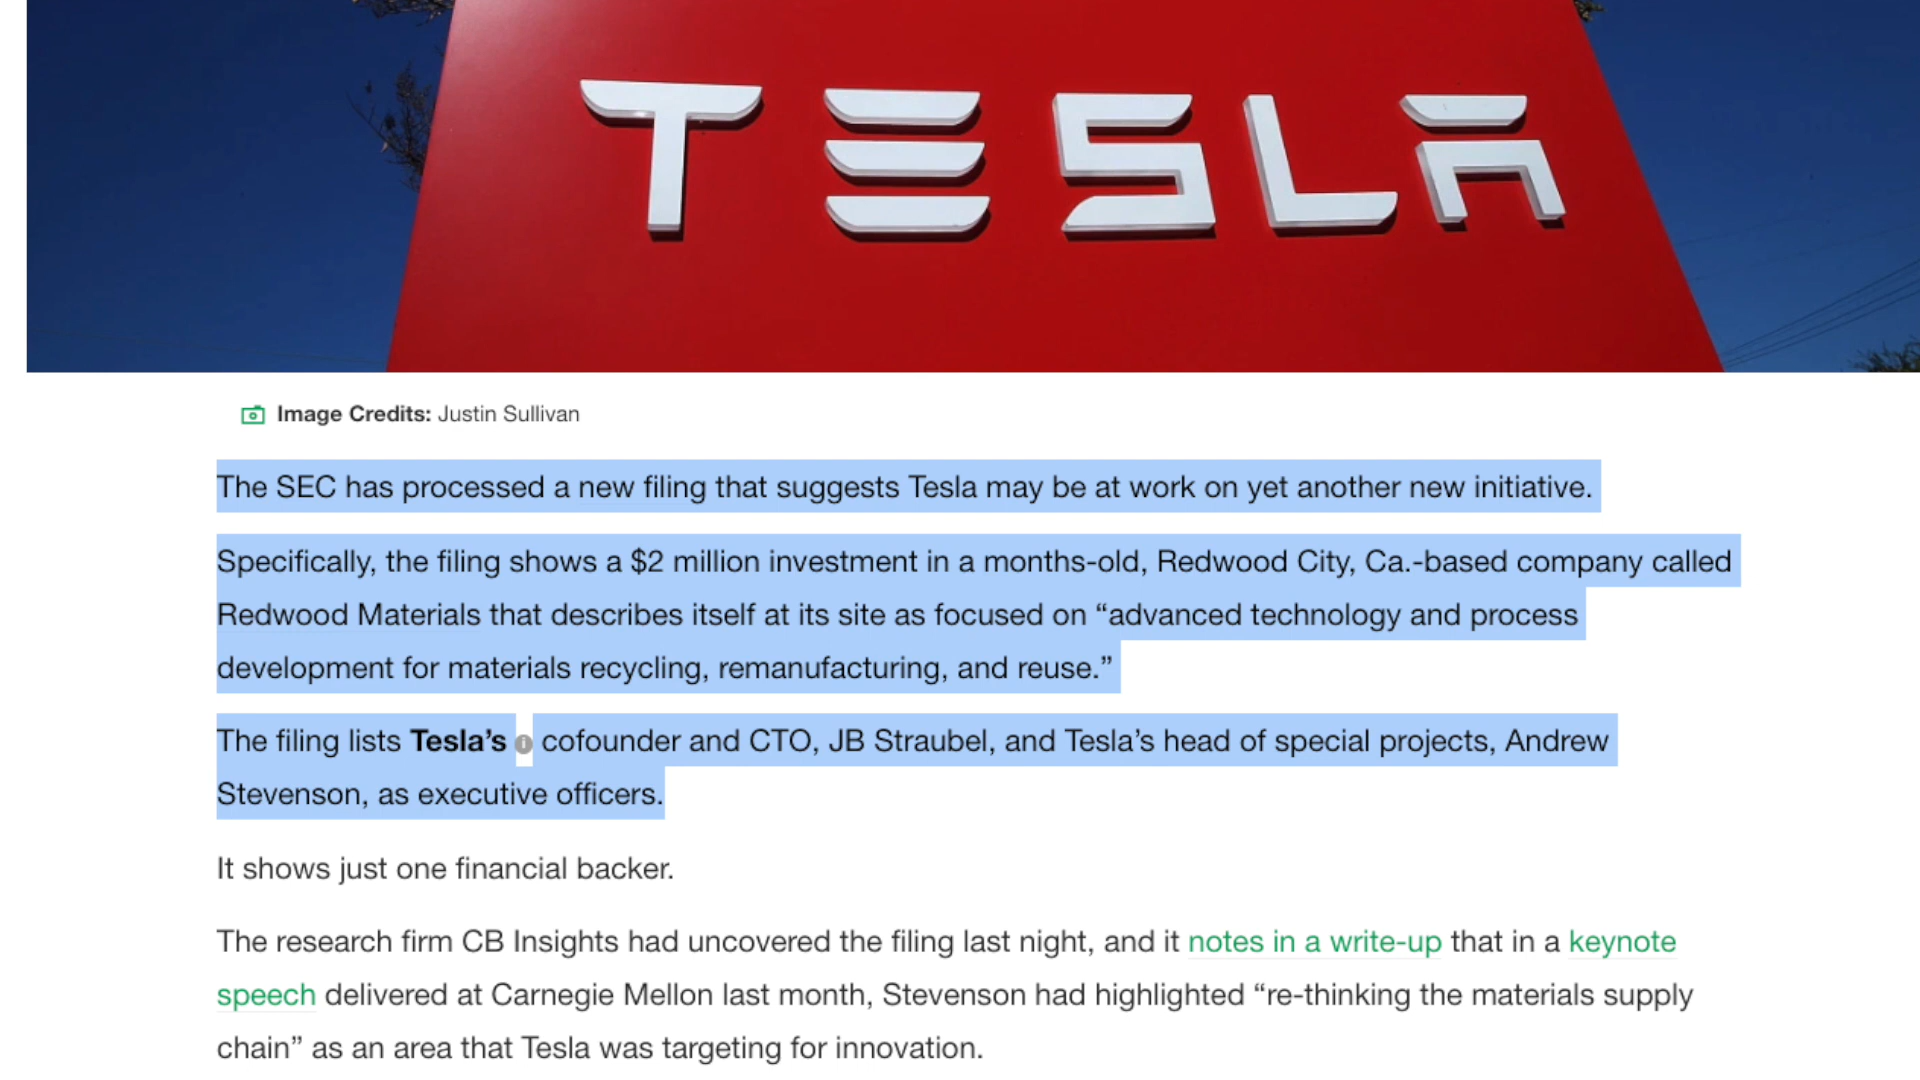 TESLA
Image Credits: Justin Sullivan
The SEC has processed a new filing that suggests Tesla may be at work on yet another new initiative.
Specifically, the filing shows a $2 million investment in a months-old, Redwood City, Ca.-based company called
Redwood Materials that describes itself at its site as focused on “advanced technology and process
development for materials recycling, remanufacturing, and reuse.”
The filing lists Tesla’s i cofounder and CTO, JB Straubel, and Tesla’s head of special projects, Andrew
Stevenson, as executive officers.
It shows just one financial backer.
The research firm CB Insights had uncovered the filing last night, and it notes in a write-up that in a keynote
speech delivered at Carnegie Mellon last month, Stevenson had highlighted “re-thinking the materials supply
chain” as an area that Tesla was targeting for innovation.